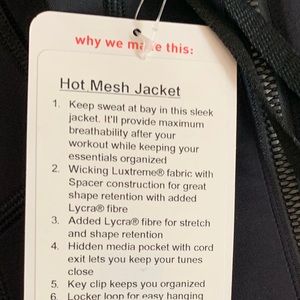 why we make this:
Hot Mesh Jacket
1. Keep sweat at bay in this sleek
jacket. It'll provide maximum
breathability after your
workout while keeping your
essentials organized
2. Wicking Luxtreme® fabric with
Spacer construction for great
shape retention with added
Lycra® fibre
3. Added Lycra® fibre for stretch
and shape retention
4. Hidden media pocket with cord
exit lets you keep your tunes
close
5. Key clip keeps you organized
6. Locker loop for easy hanging